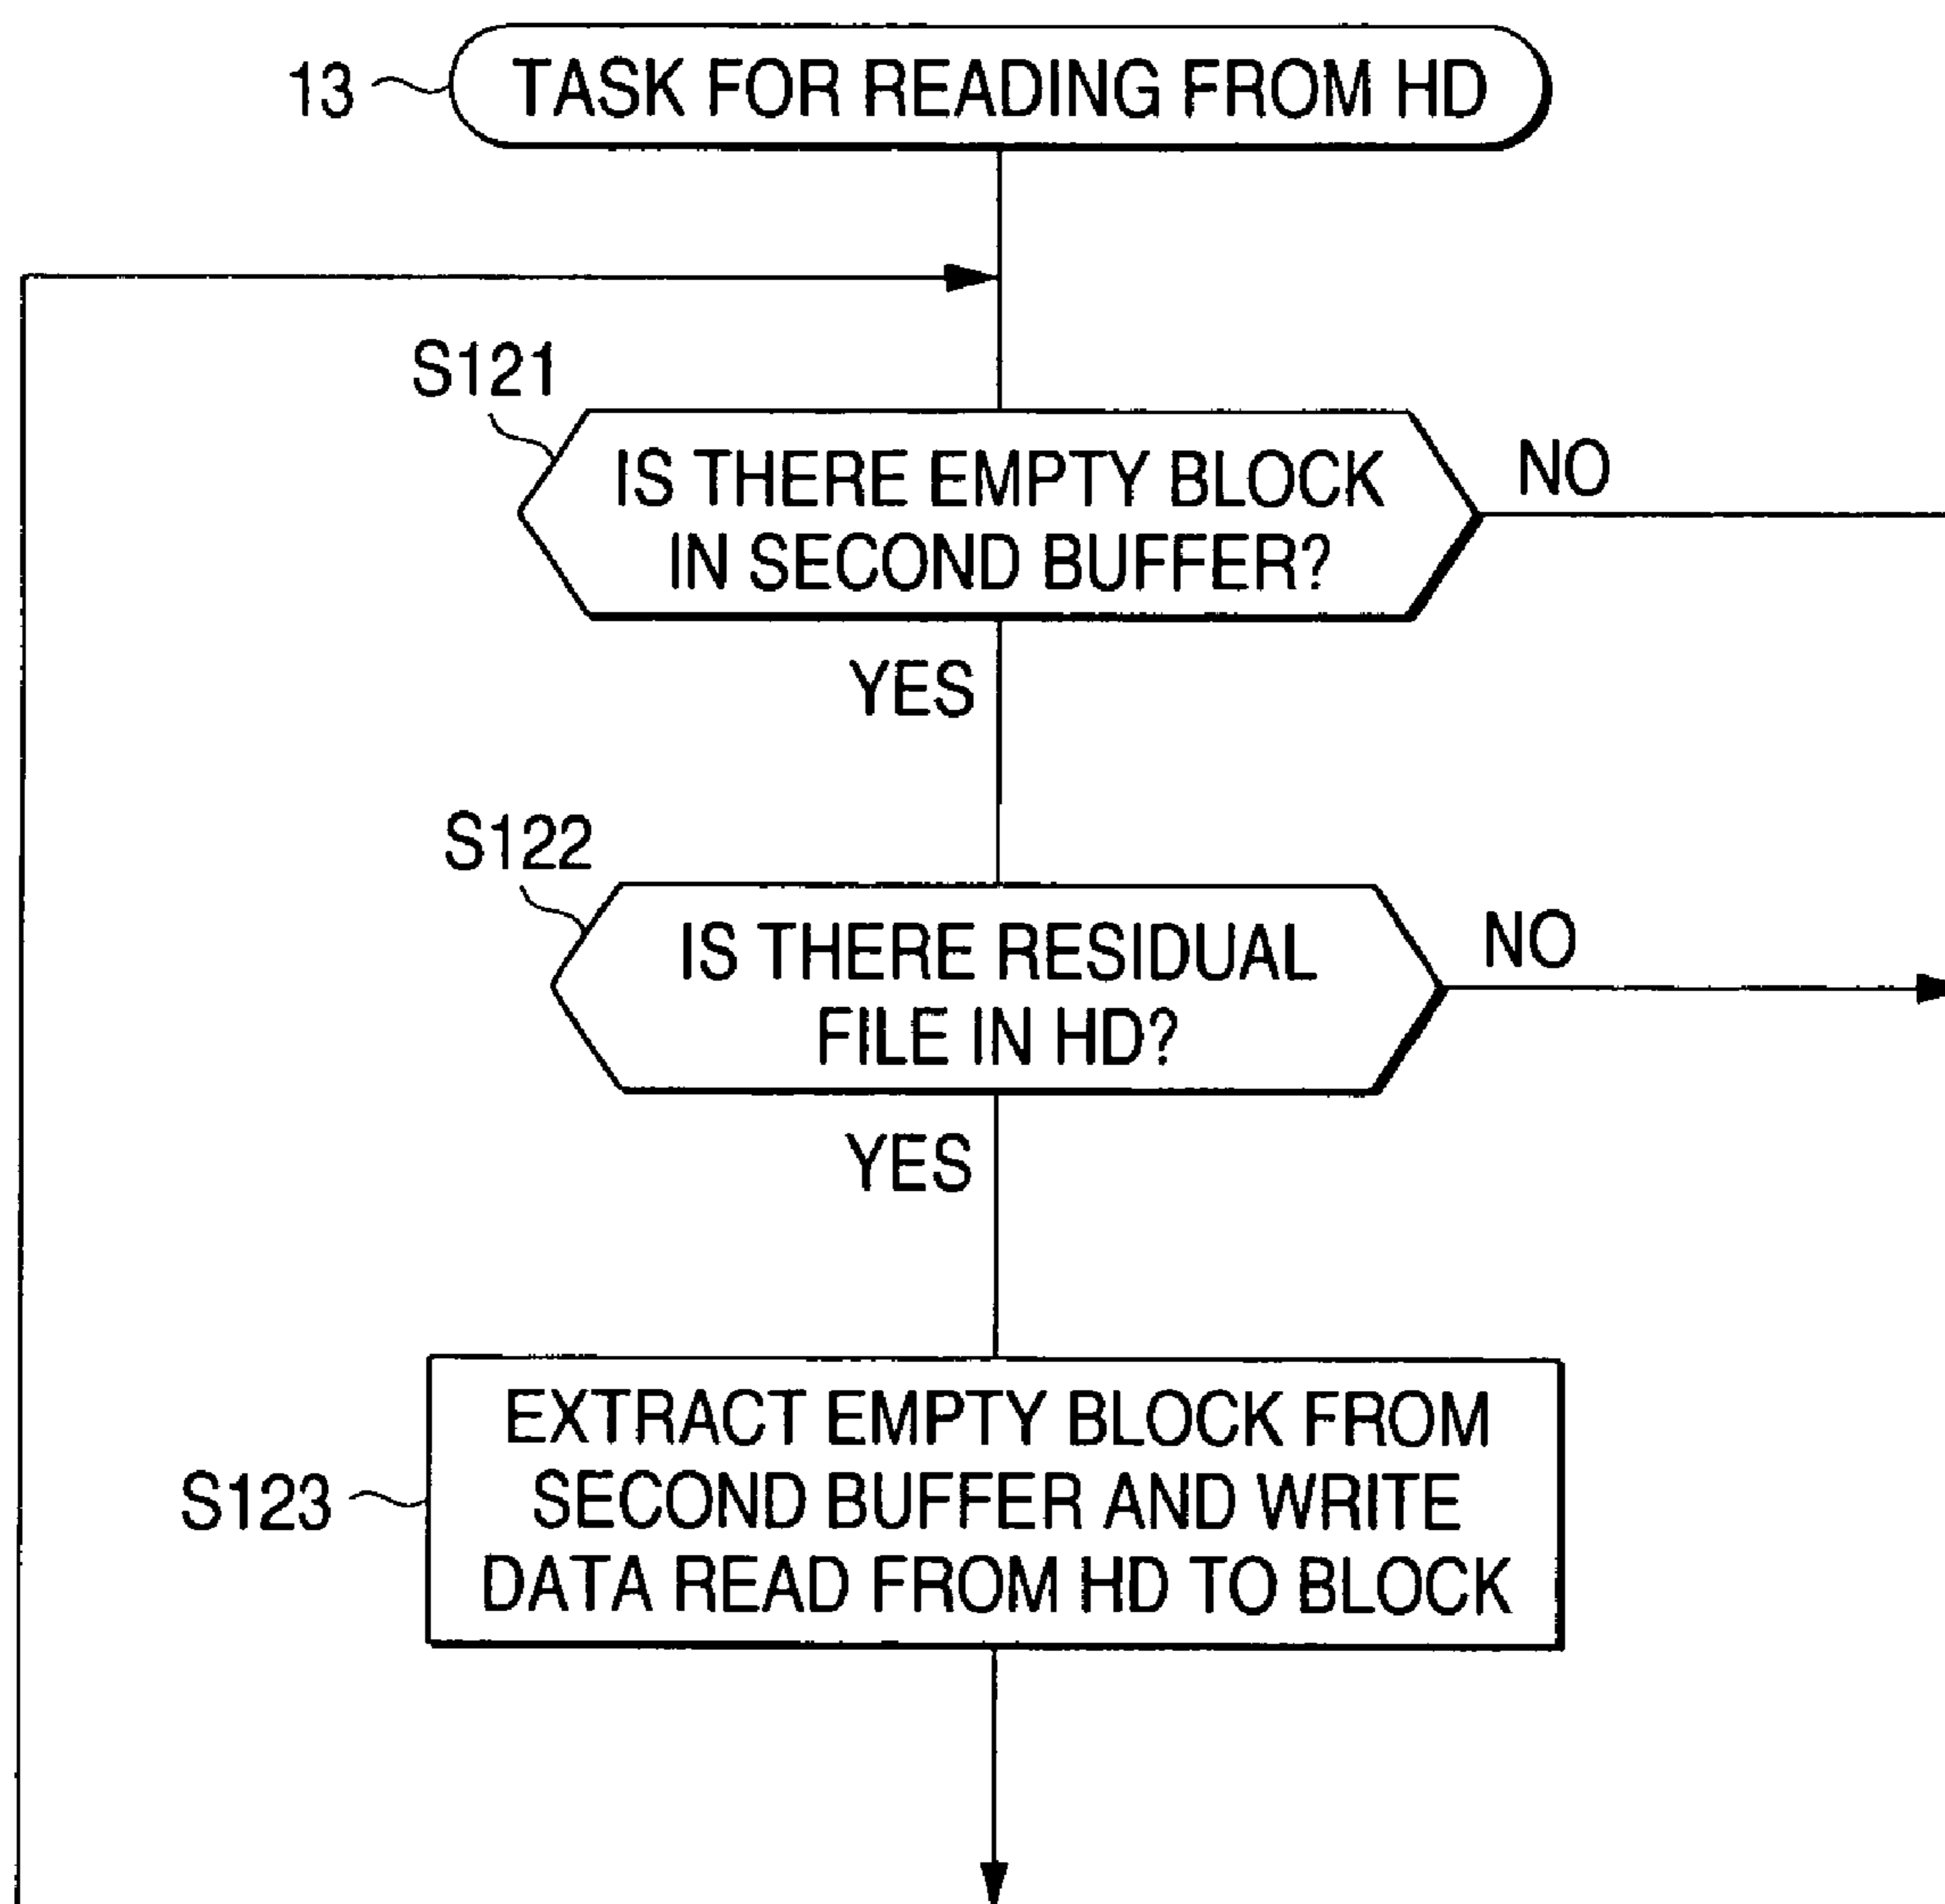 13
TASK FOR READING FROM HD
S121
IS THERE EMPTY BLOCK
IN SECOND BUFFER?
NO
YES
S122
IS THERE RESIDUAL
FILE IN HD?
NO
YES
S123
EXTRACT EMPTY BLOCK FROM
SECOND BUFFER AND WRITE
DATA READ FROM HD TO BLOCK